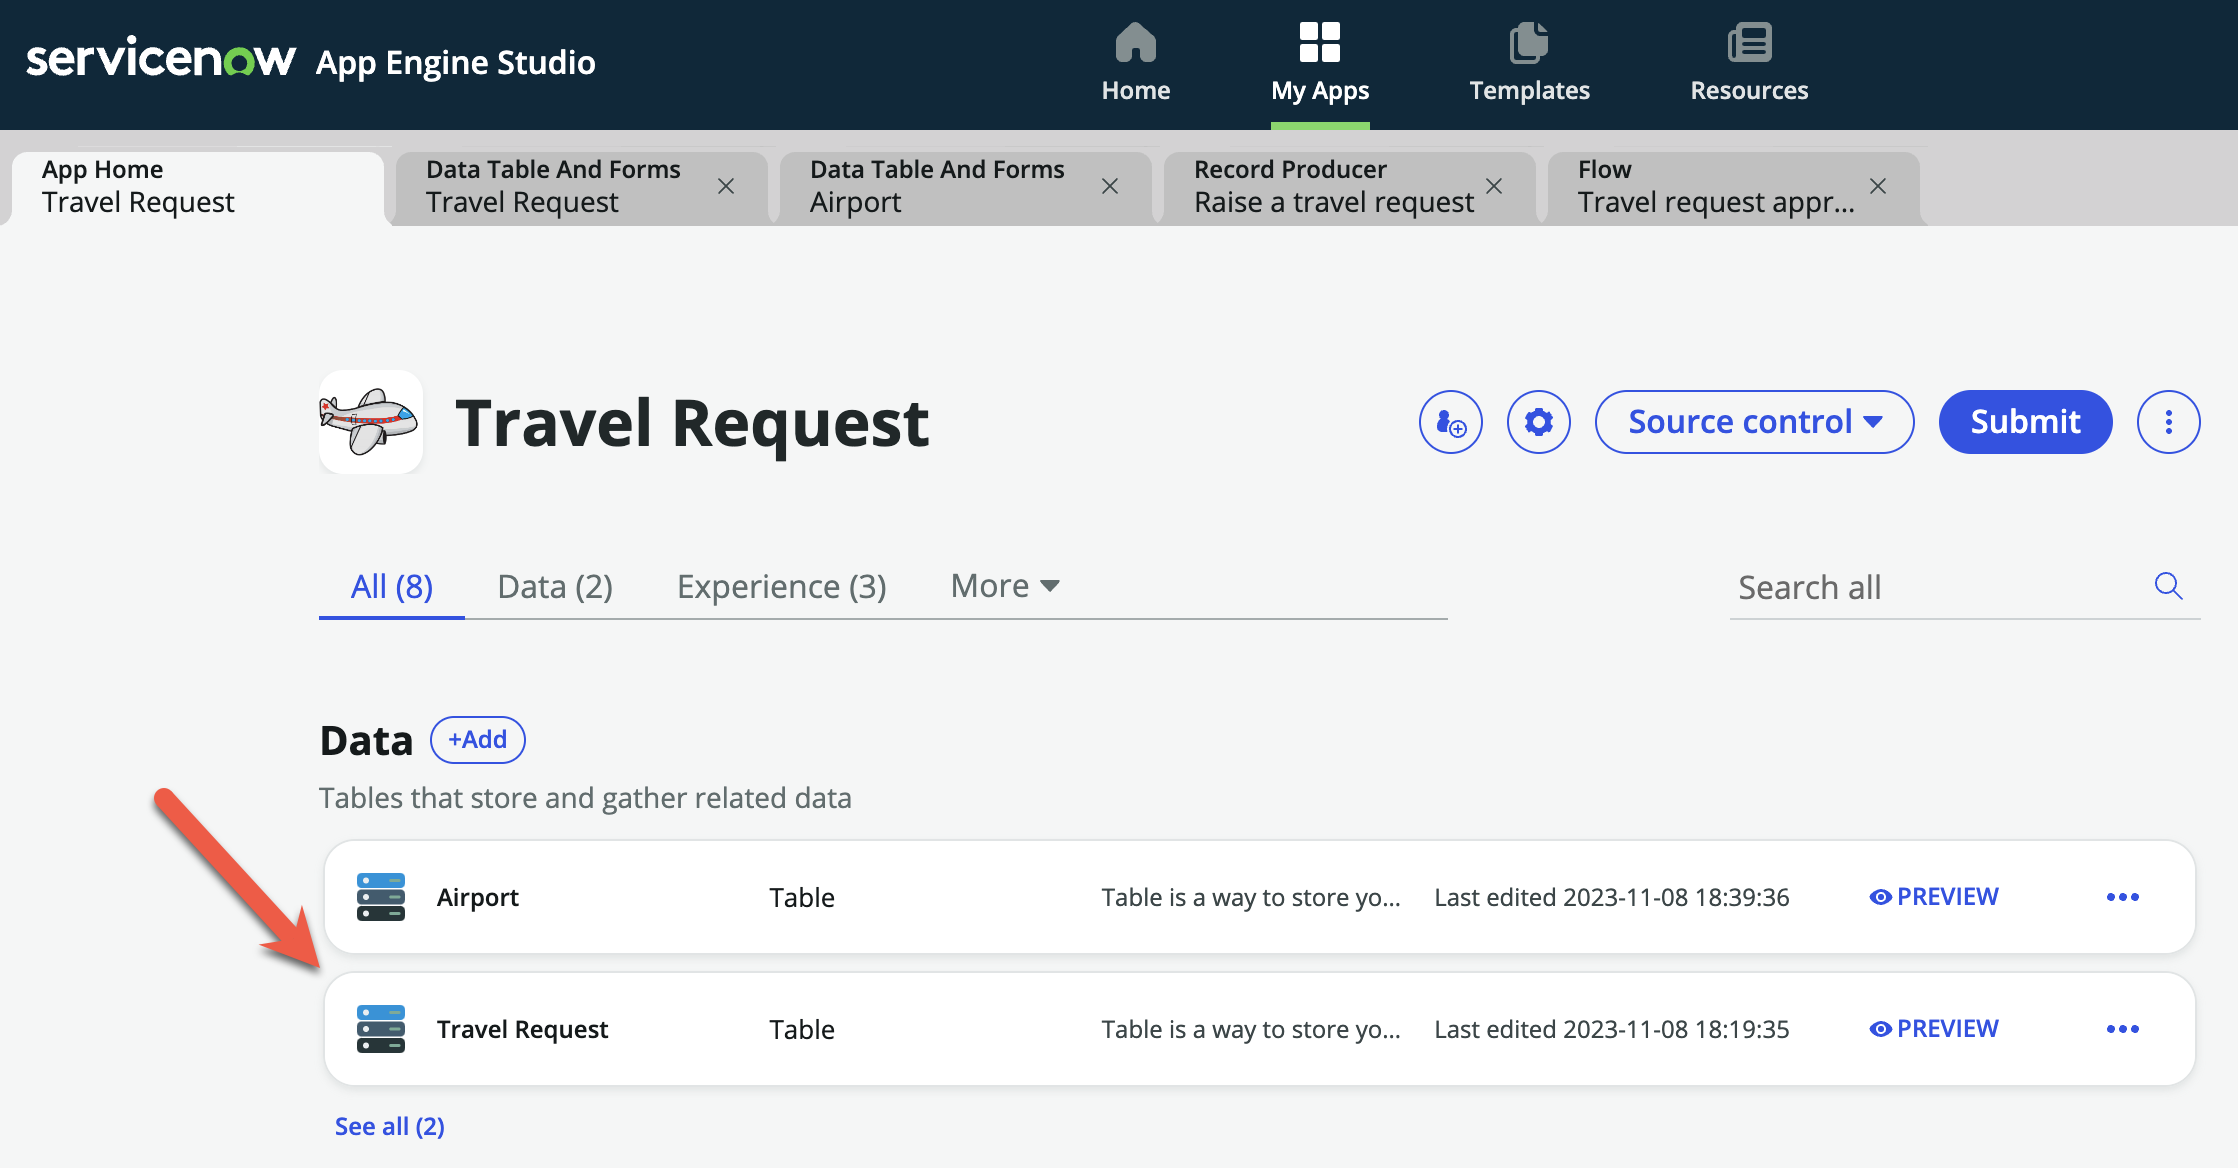 servicenow App Engine Studio
Home
My Apps
Templates
Resources
App Home
Travel Request
Data Table And Forms
Travel Request
Data Table And Forms
Airport
Record Producer
Raise a travel request
Flow
Travel request appr...
Travel Request
Source control
Submit
All (8)
Data (2)
Experience (3)
More
Search all
Data
+Add
Tables that store and gather related data
Airport Table Table is a way to store yo... Last edited 2023-11-08 18:39:36 PREVIEW
Travel Request Table Table is a way to store yo... Last edited 2023-11-08 18:19:35 PREVIEW
See all (2)